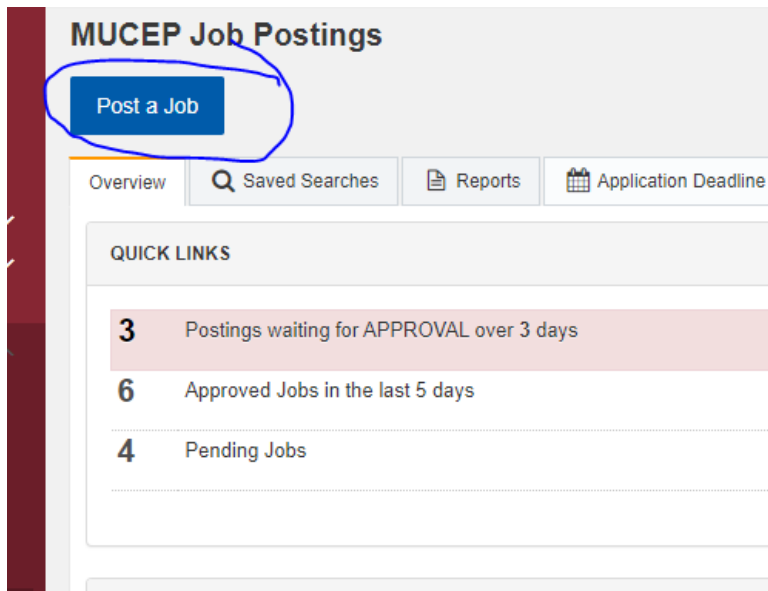 MUCEP Job Postings
Post a Job
Overview Saved Searches Reports Application Deadline
QUICK LINKS
3 Postings waiting for APPROVAL over 3 days
6 Approved Jobs in the last 5 days
4 Pending Jobs